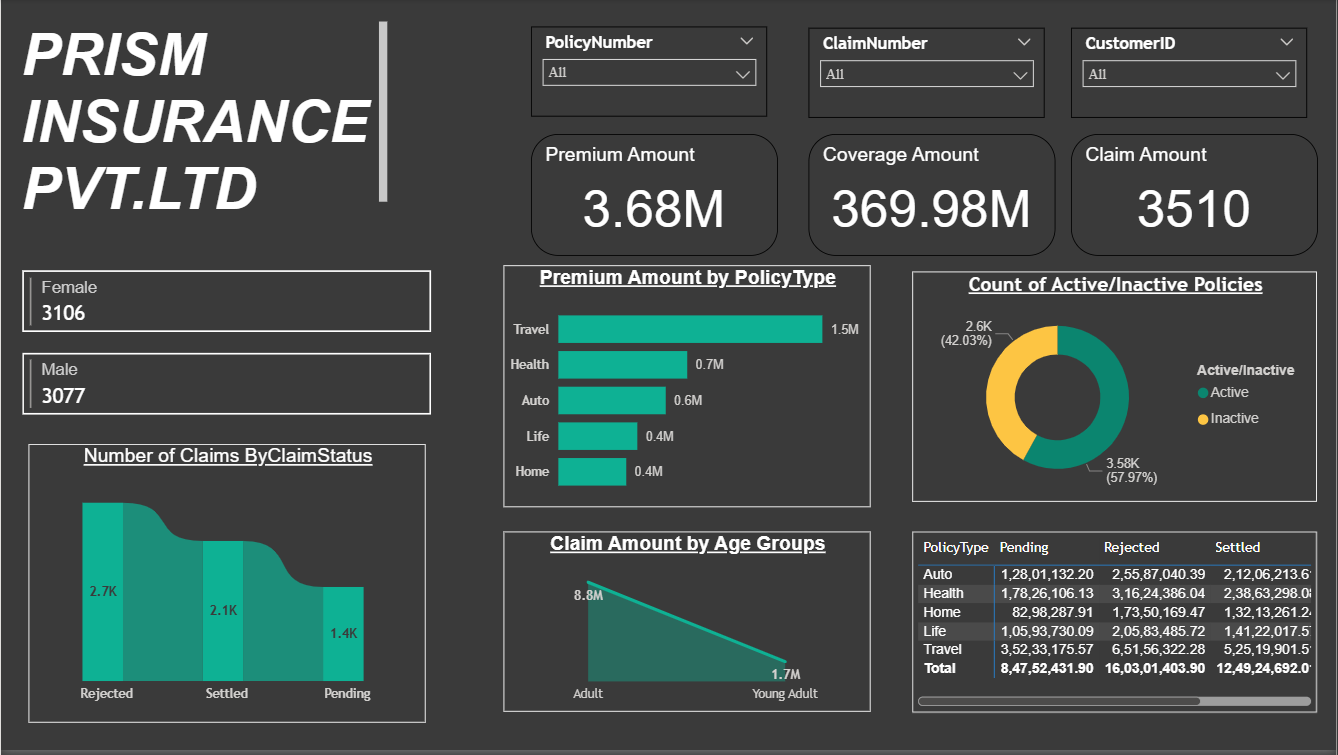 PRISM
INSURANCE
PVT.LTD
PolicyNumber
All
ClaimNumber
All
CustomerID
All
Premium Amount
3.68M
Coverage Amount
369.98M
Claim Amount
3510
Female
3106
Male
3077
Number of Claims ByClaimStatus
2.7K
2.1K
1.4K
Rejected Settled Pending
Premium Amount by PolicyType
Travel 1.5M
Health 0.7M
Auto 0.6M
Life 0.4M
Home 0.4M
Claim Amount by Age Groups
8.8M
1.7M
Adult Young Adult
Count of Active/Inactive Policies
2.6K
(42.03%)
3.58K
(57.97%)
Active/Inactive
Active
Inactive
PolicyType Pending Rejected Settled
Auto 1,28,01,132.20 2,55,87,040.39 2,12,06,213.6
Health 1,78,26,106.13 3,16,24,386.04 2,38,63,298.0
Home 82,98,287.91 1,73,50,169.47 1,32,13,261.2
Life 1,05,93,730.09 2,05,83,485.72 1,41,22,017.5
Travel 3,52,33,175.57 6,51,56,322.28 5,25,19,901.5
Total 8,47,52,431.90 16,03,01,403.90 12,49,24,692.0